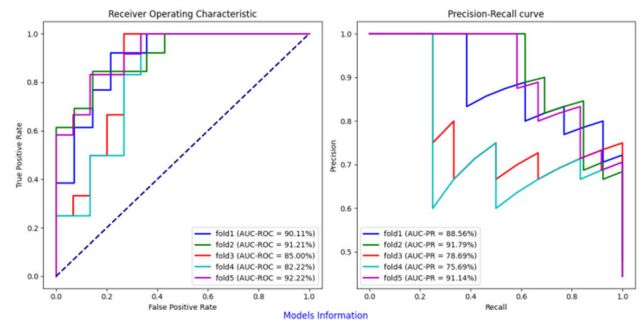 Receiver Operating Characteristic
True Positive Rate
1.0
0.8
0.6
0.4
0.2
0.0
fold1 (AUC-ROC = 90.11%)
fold2 (AUC-ROC = 91.21%)
fold3 (AUC-ROC = 85.00%)
fold4 (AUC-ROC = 82.22%)
fold5 (AUC-ROC = 92.22%)
0.0 0.2 0.4 0.6 0.8 1.0
False Positive Rate
Precision-Recall curve
Precision
1.0
0.9
0.8
0.7
0.6
0.5
fold1 (AUC-PR = 88.56%)
fold2 (AUC-PR = 91.79%)
fold3 (AUC-PR = 78.69%)
fold4 (AUC-PR = 75.69%)
fold5 (AUC-PR = 91.14%)
0.0 0.2 0.4 0.6 0.8 1.0
Recall
Models Information